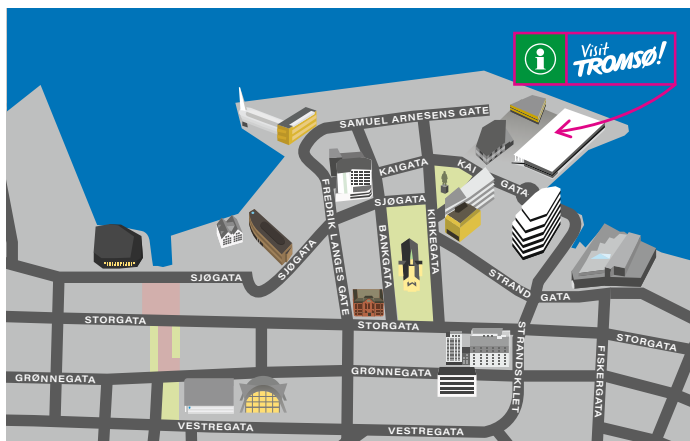 i
Visit
TROMSØ!
SAMUEL ARNESENS GATE
KAIGATA
KAI GATA
FREDRIK LANGES GATE
SJØGATA
BANKGATA
KIRKEGATA
SJØGATA
SJØGATA
STRAND GATA
STORGATA
STORGATA
STORGATA
STRANDSKLLET
FISKERGATA
GRØNNEGATA
GRØNNEGATA
VESTREGATA
VESTREGATA